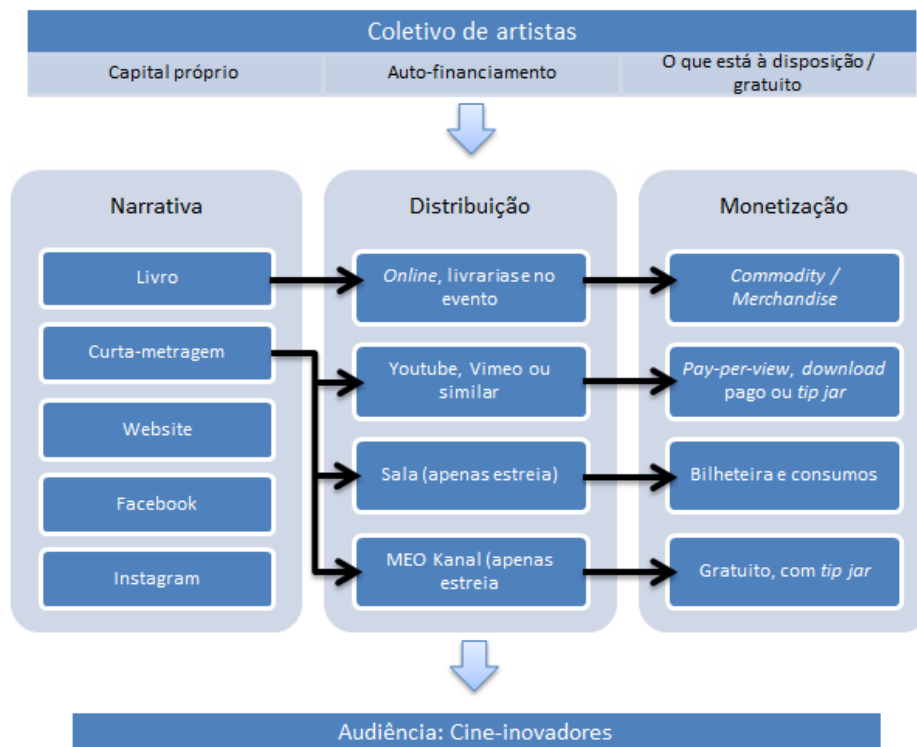 Coletivo de artistas
Capital próprio
Auto-financiamento
O que está à disposição /
gratuito
Narrativa
Livro
Curta-metragem
Website
Facebook
Instagram
Distribuição
Online, livrariase no
evento
Youtube, Vimeo ou
similar
Sala (apenas estreia)
MEO Kanal (apenas
estreia
Monetização
Commodity /
Merchandise
Pay-per-view, download
pago ou tip jar
Bilheteira e consumos
Gratuito, com tip jar
Audiência: Cine-inovadores